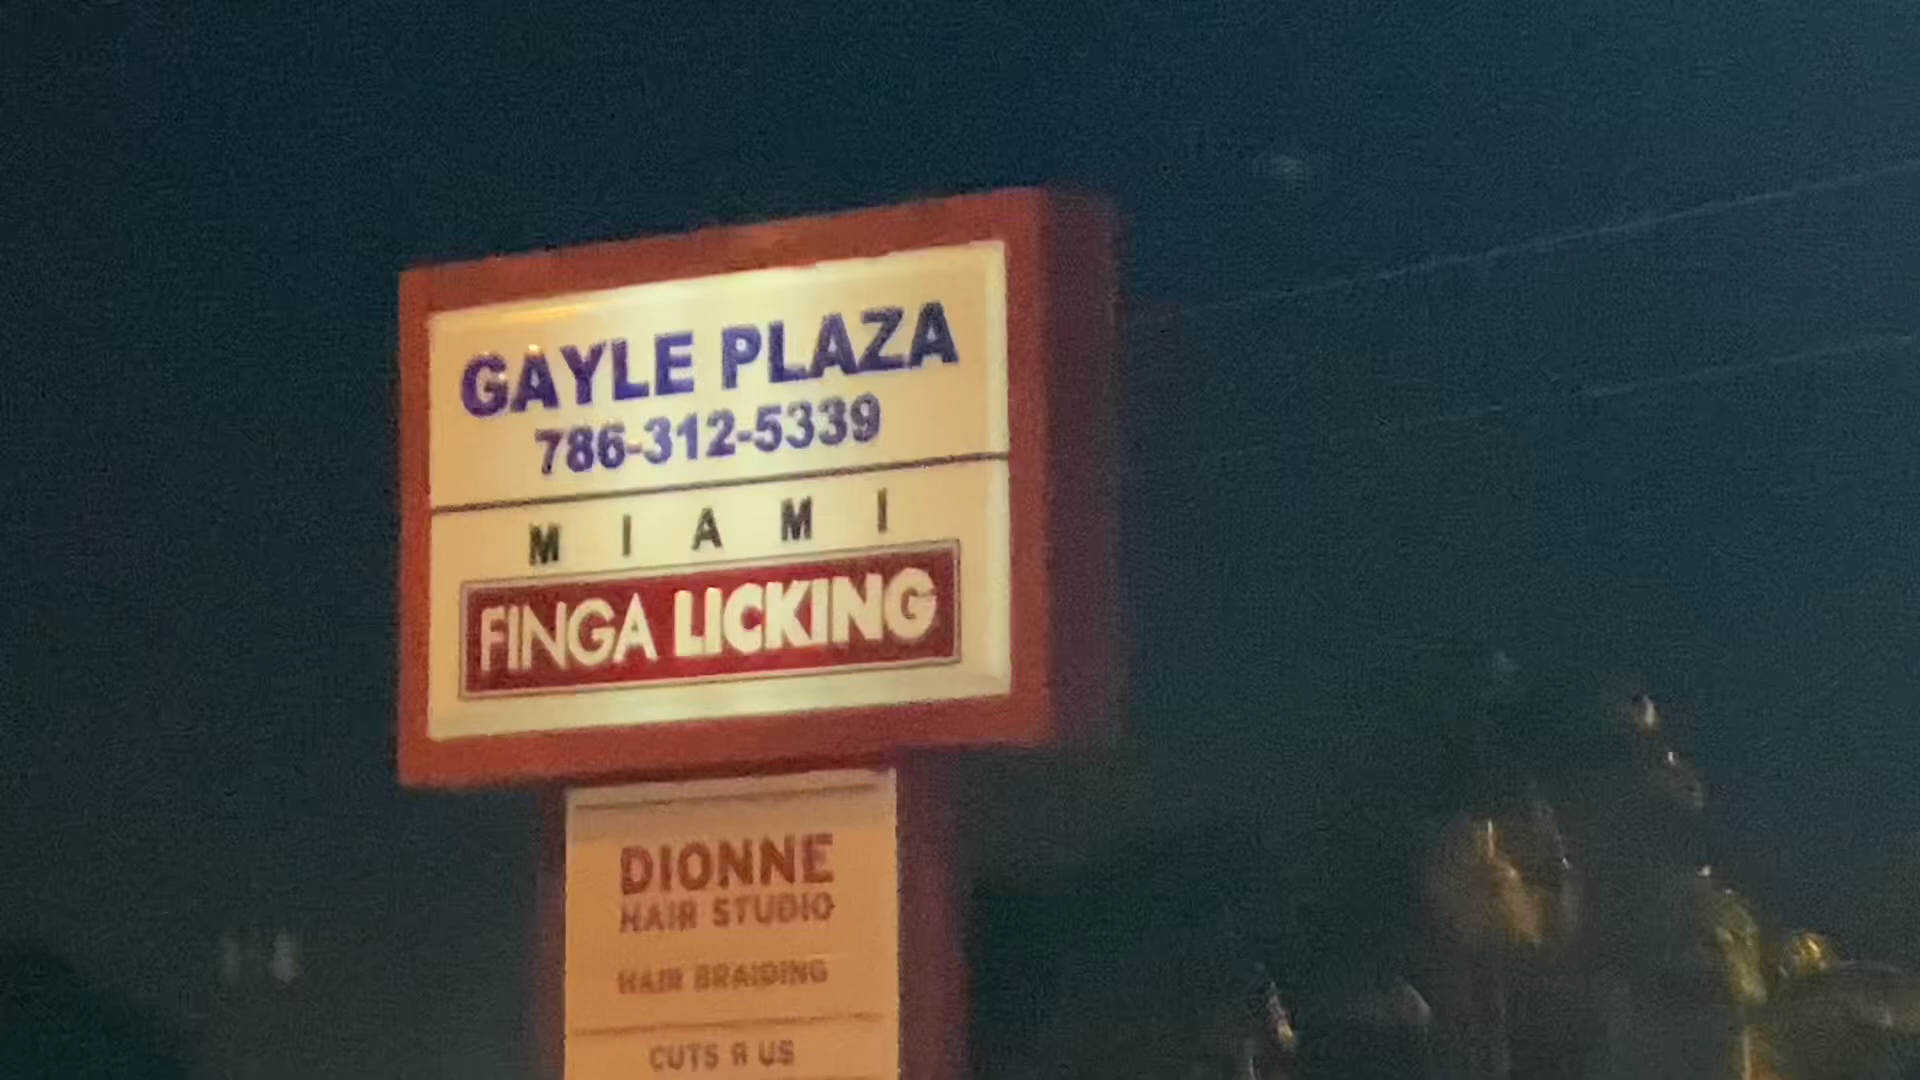 GAYLE PLAZA
786-312-5339
MIAMI
FINGA LICKING
DIONNE
HAIR STUDIO
HAIR BRAIDING
CUTS R US